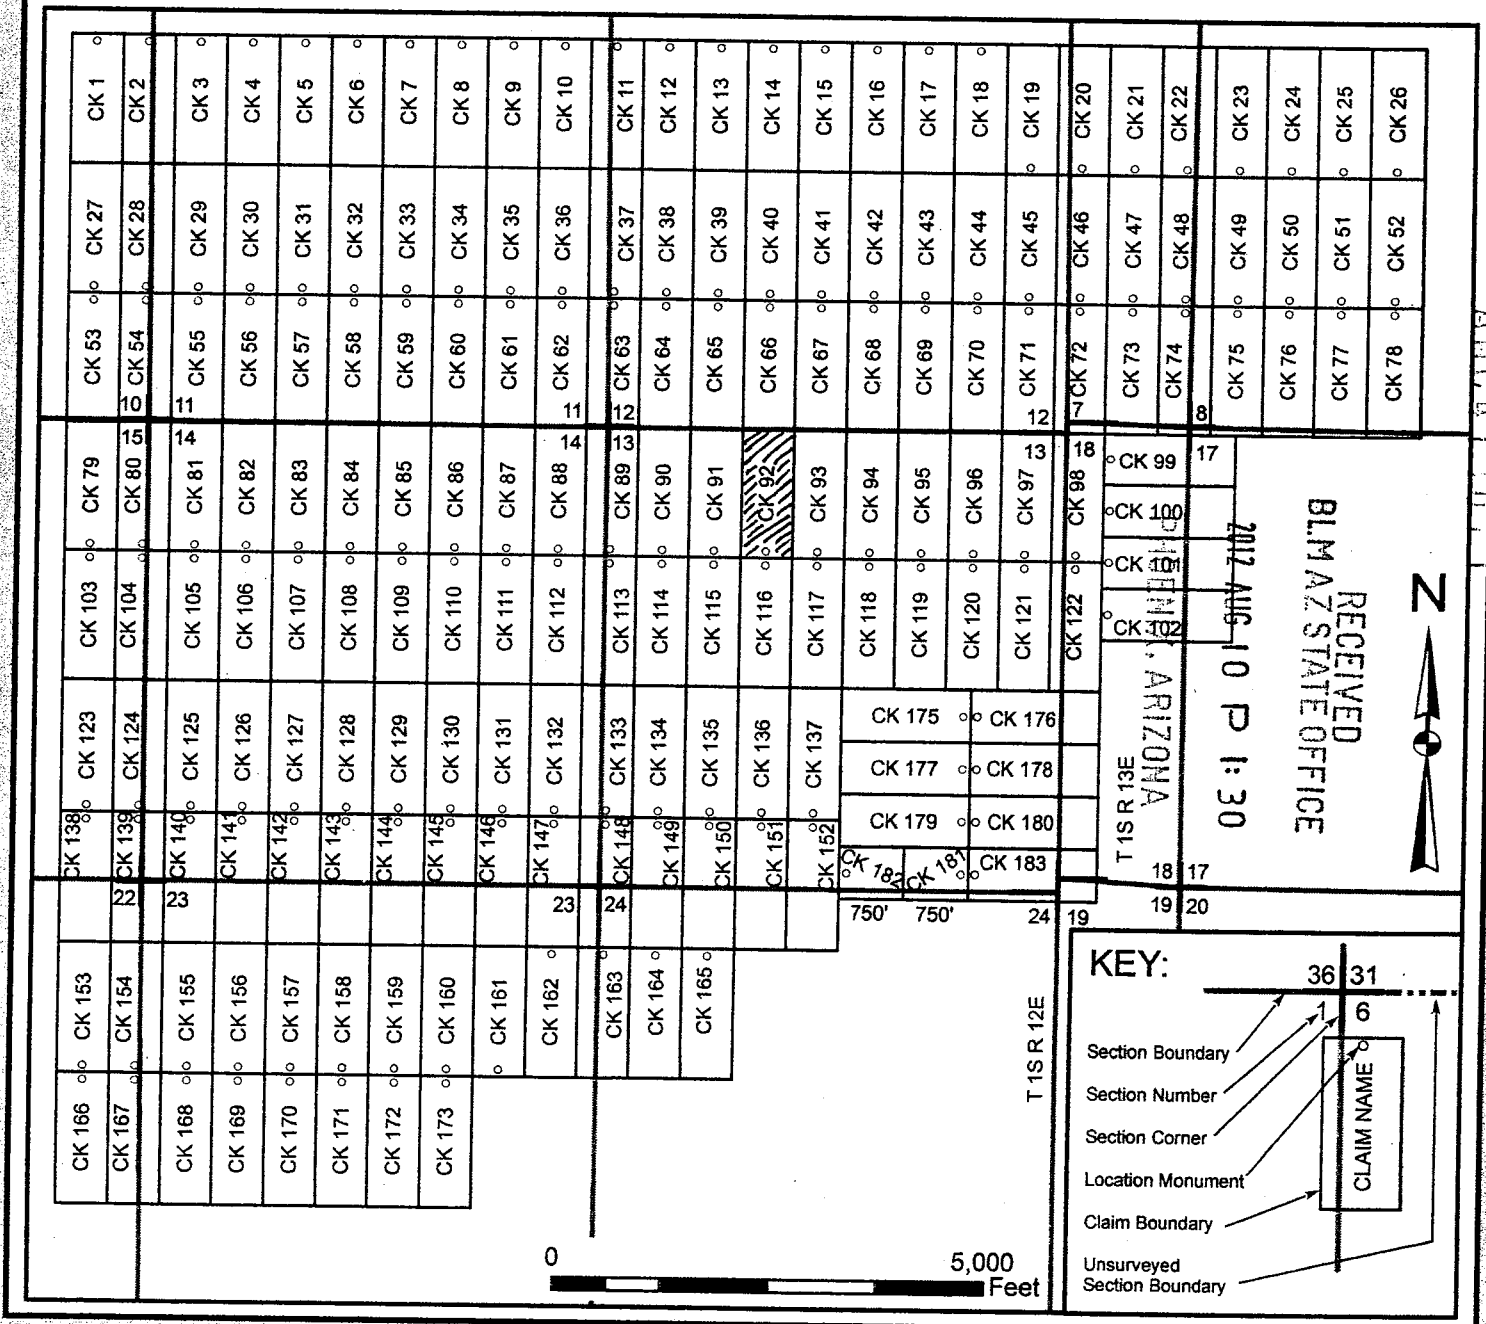 CK 1
CK 2
CK 3
CK 4
CK 5
CK 6
CK 7
CK 8
CK 9
CK 10
CK 11
CK 12
CK 13
CK 14
CK 15
CK 16
CK 17
CK 18
CK 19
CK 20
CK 21
CK 22
CK 23
CK 24
CK 25
CK 26
CK 27
CK 28
CK 29
CK 30
CK 31
CK 32
CK 33
CK 34
CK 35
CK 36
CK 37
CK 38
CK 39
CK 40
CK 41
CK 42
CK 43
CK 44
CK 45
CK 46
CK 47
CK 48
CK 49
CK 50
CK 51
CK 52
CK 53
CK 54
CK 55
CK 56
CK 57
CK 58
CK 59
CK 60
CK 61
CK 62
CK 63
CK 64
CK 65
CK 66
CK 67
CK 68
CK 69
CK 70
CK 71
CK 72
CK 73
CK 74
CK 75
CK 76
CK 77
CK 78
10
11
11
12
12
7
8
15
14
14
13
13
18
17
CK 79
CK 80
CK 81
CK 82
CK 83
CK 84
CK 85
CK 86
CK 87
CK 88
CK 89
CK 90
CK 91
CK 92
CK 93
CK 94
CK 95
CK 96
CK 97
CK 98
CK 99
CK 100
CK 101
CK 102
CK 103
CK 104
CK 105
CK 106
CK 107
CK 108
CK 109
CK 110
CK 111
CK 112
CK 113
CK 114
CK 115
CK 116
CK 117
CK 118
CK 119
CK 120
CK 121
CK 122
RECEIVED
BLM AZ STATE OFFICE
2012 AUG 10 P 1:30
PHOENIX, ARIZONA
N
CK 123
CK 124
CK 125
CK 126
CK 127
CK 128
CK 129
CK 130
CK 131
CK 132
CK 133
CK 134
CK 135
CK 136
CK 137
CK 175
CK 176
CK 177
CK 178
CK 179
CK 180
CK 182
CK 181
CK 183
T 1S R 13E
CK 138
CK 139
CK 140
CK 141
CK 142
CK 143
CK 144
CK 145
CK 146
CK 147
CK 148
CK 149
CK 150
CK 151
CK 152
18
17
22
23
23
24
750'
750'
24
19
19
20
CK 153
CK 154
CK 155
CK 156
CK 157
CK 158
CK 159
CK 160
CK 161
CK 162
CK 163
CK 164
CK 165
T 1S R 12E
CK 166
CK 167
CK 168
CK 169
CK 170
CK 171
CK 172
CK 173
KEY:
36 31
1 6
Section Boundary
Section Number
Section Corner
Location Monument
Claim Boundary
Unsurveyed
Section Boundary
CLAIM NAME
0
5,000
Feet